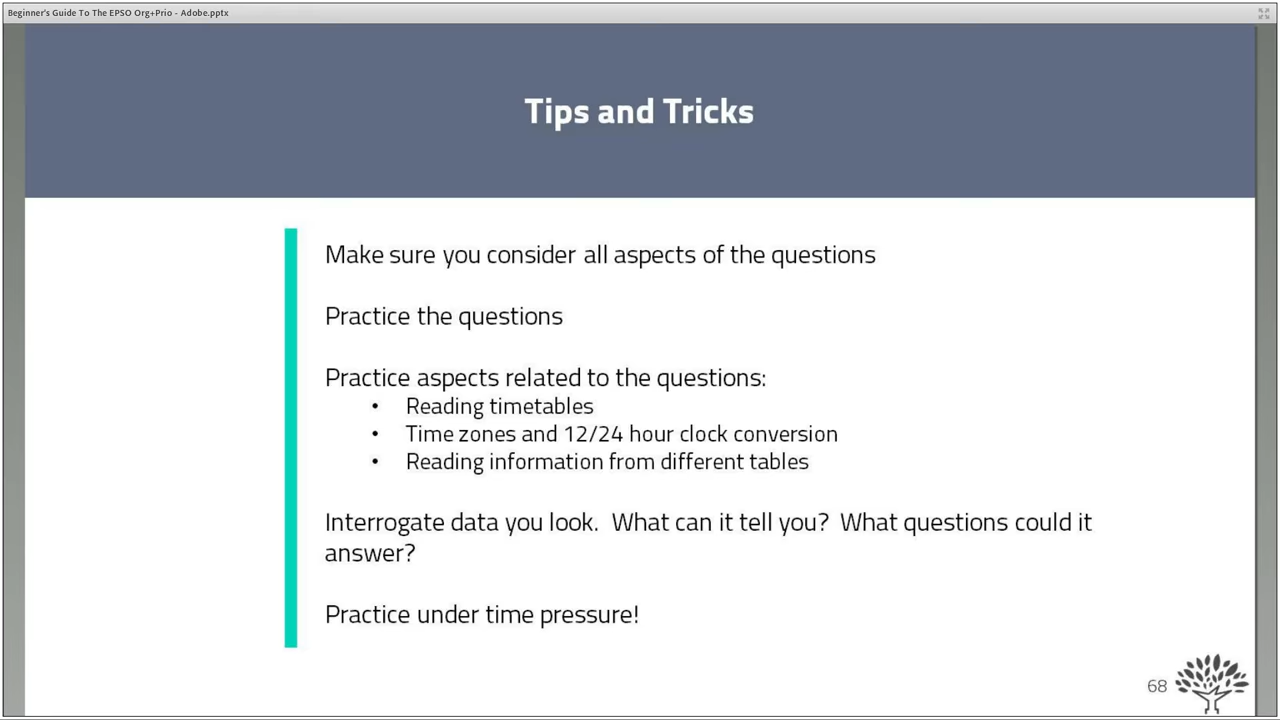 Beginner's Guide To The EPSO Org+Prio - Adobe.pptx
Tips and Tricks
Make sure you consider all aspects of the questions
Practice the questions
Practice aspects related to the questions:
• Reading timetables
• Time zones and 12/24 hour clock conversion
• Reading information from different tables
Interrogate data you look.  What can it tell you?  What questions could it
answer?
Practice under time pressure!
68